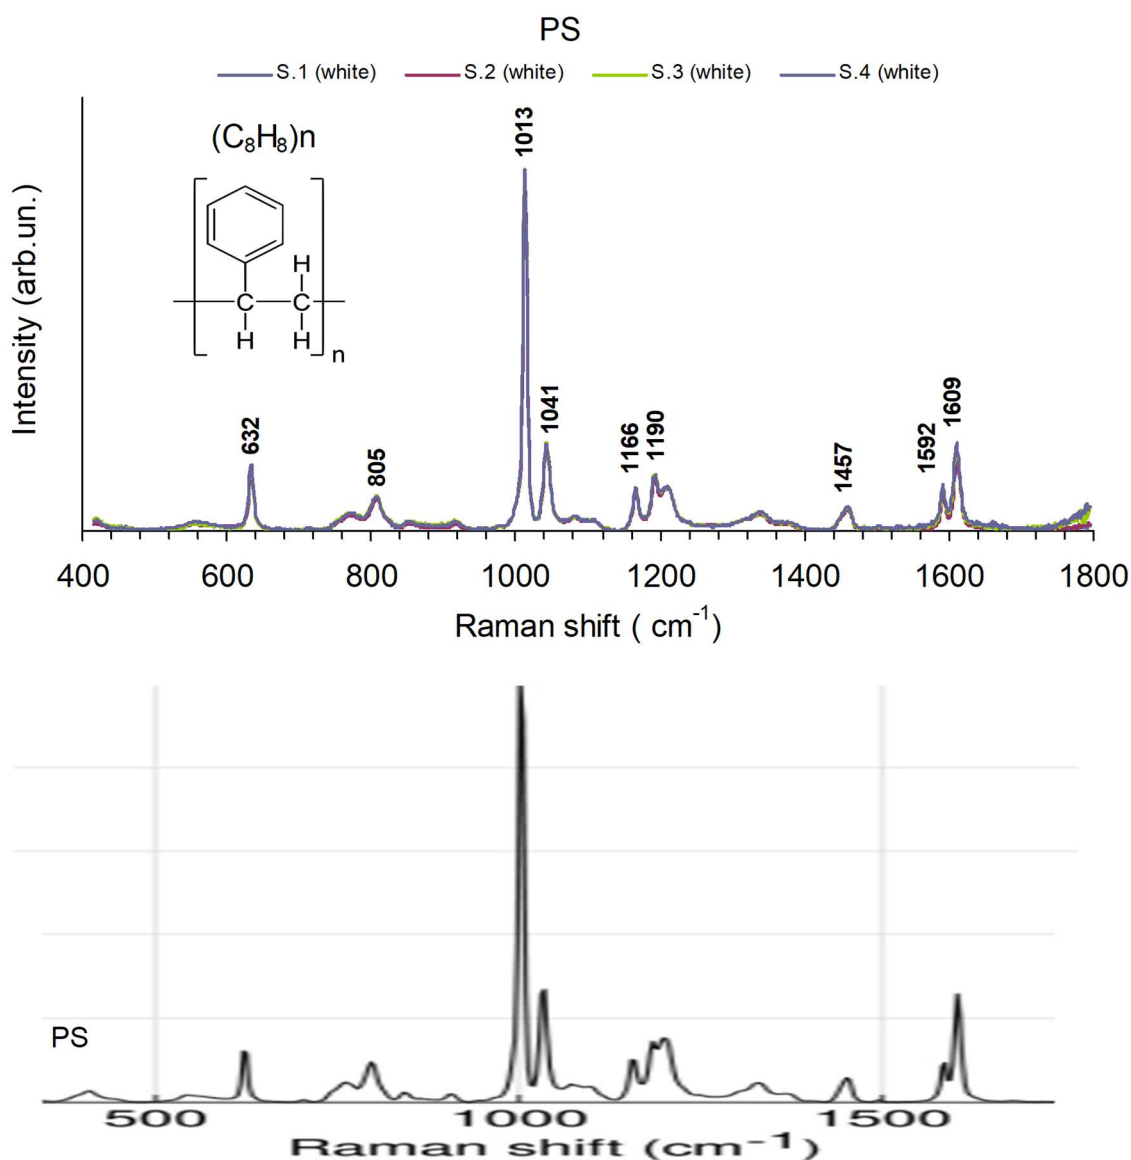 PS
S.1 (white) S.2 (white) S.3 (white) S.4 (white)
(C₈H₈)n
H
C C
H H
n
Intensity (arb.un.)
632
805
1013
1041
1166
1190
1457
1592
1609
400 600 800 1000 1200 1400 1600 1800
Raman shift ( cm⁻¹)
PS
500 1000 1500
Raman shift (cm⁻¹)